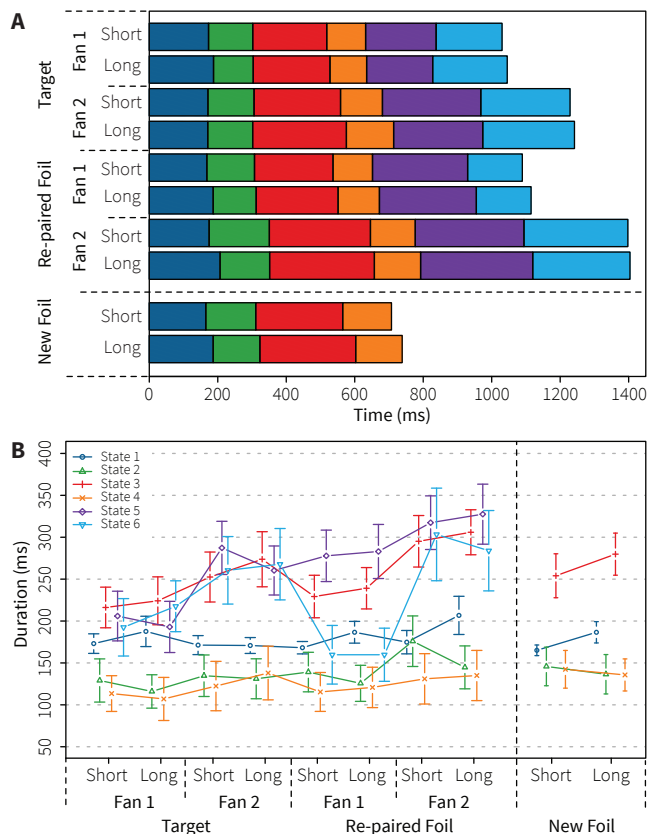 A
Target
Fan 1
Short
Long
Fan 2
Short
Long
Re-paired Foil
Fan 1
Short
Long
Fan 2
Short
Long
New Foil
Short
Long
0 200 400 600 800 1000 1200 1400
Time (ms)
B
400
350
300
250
200
150
100
50
Duration (ms)
State 1
State 2
State 3
State 4
State 5
State 6
Short Long Short Long Short Long Short Long Short Long
Fan 1 Fan 2 Fan 1 Fan 2
Target Re-paired Foil New Foil